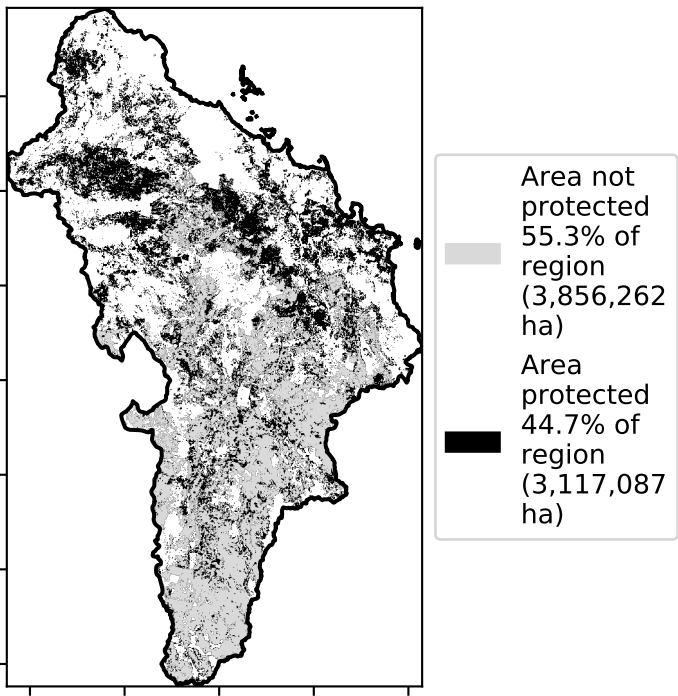 Area not
protected
55.3% of
region
(3,856,262
ha)
Area
protected
44.7% of
region
(3,117,087
ha)